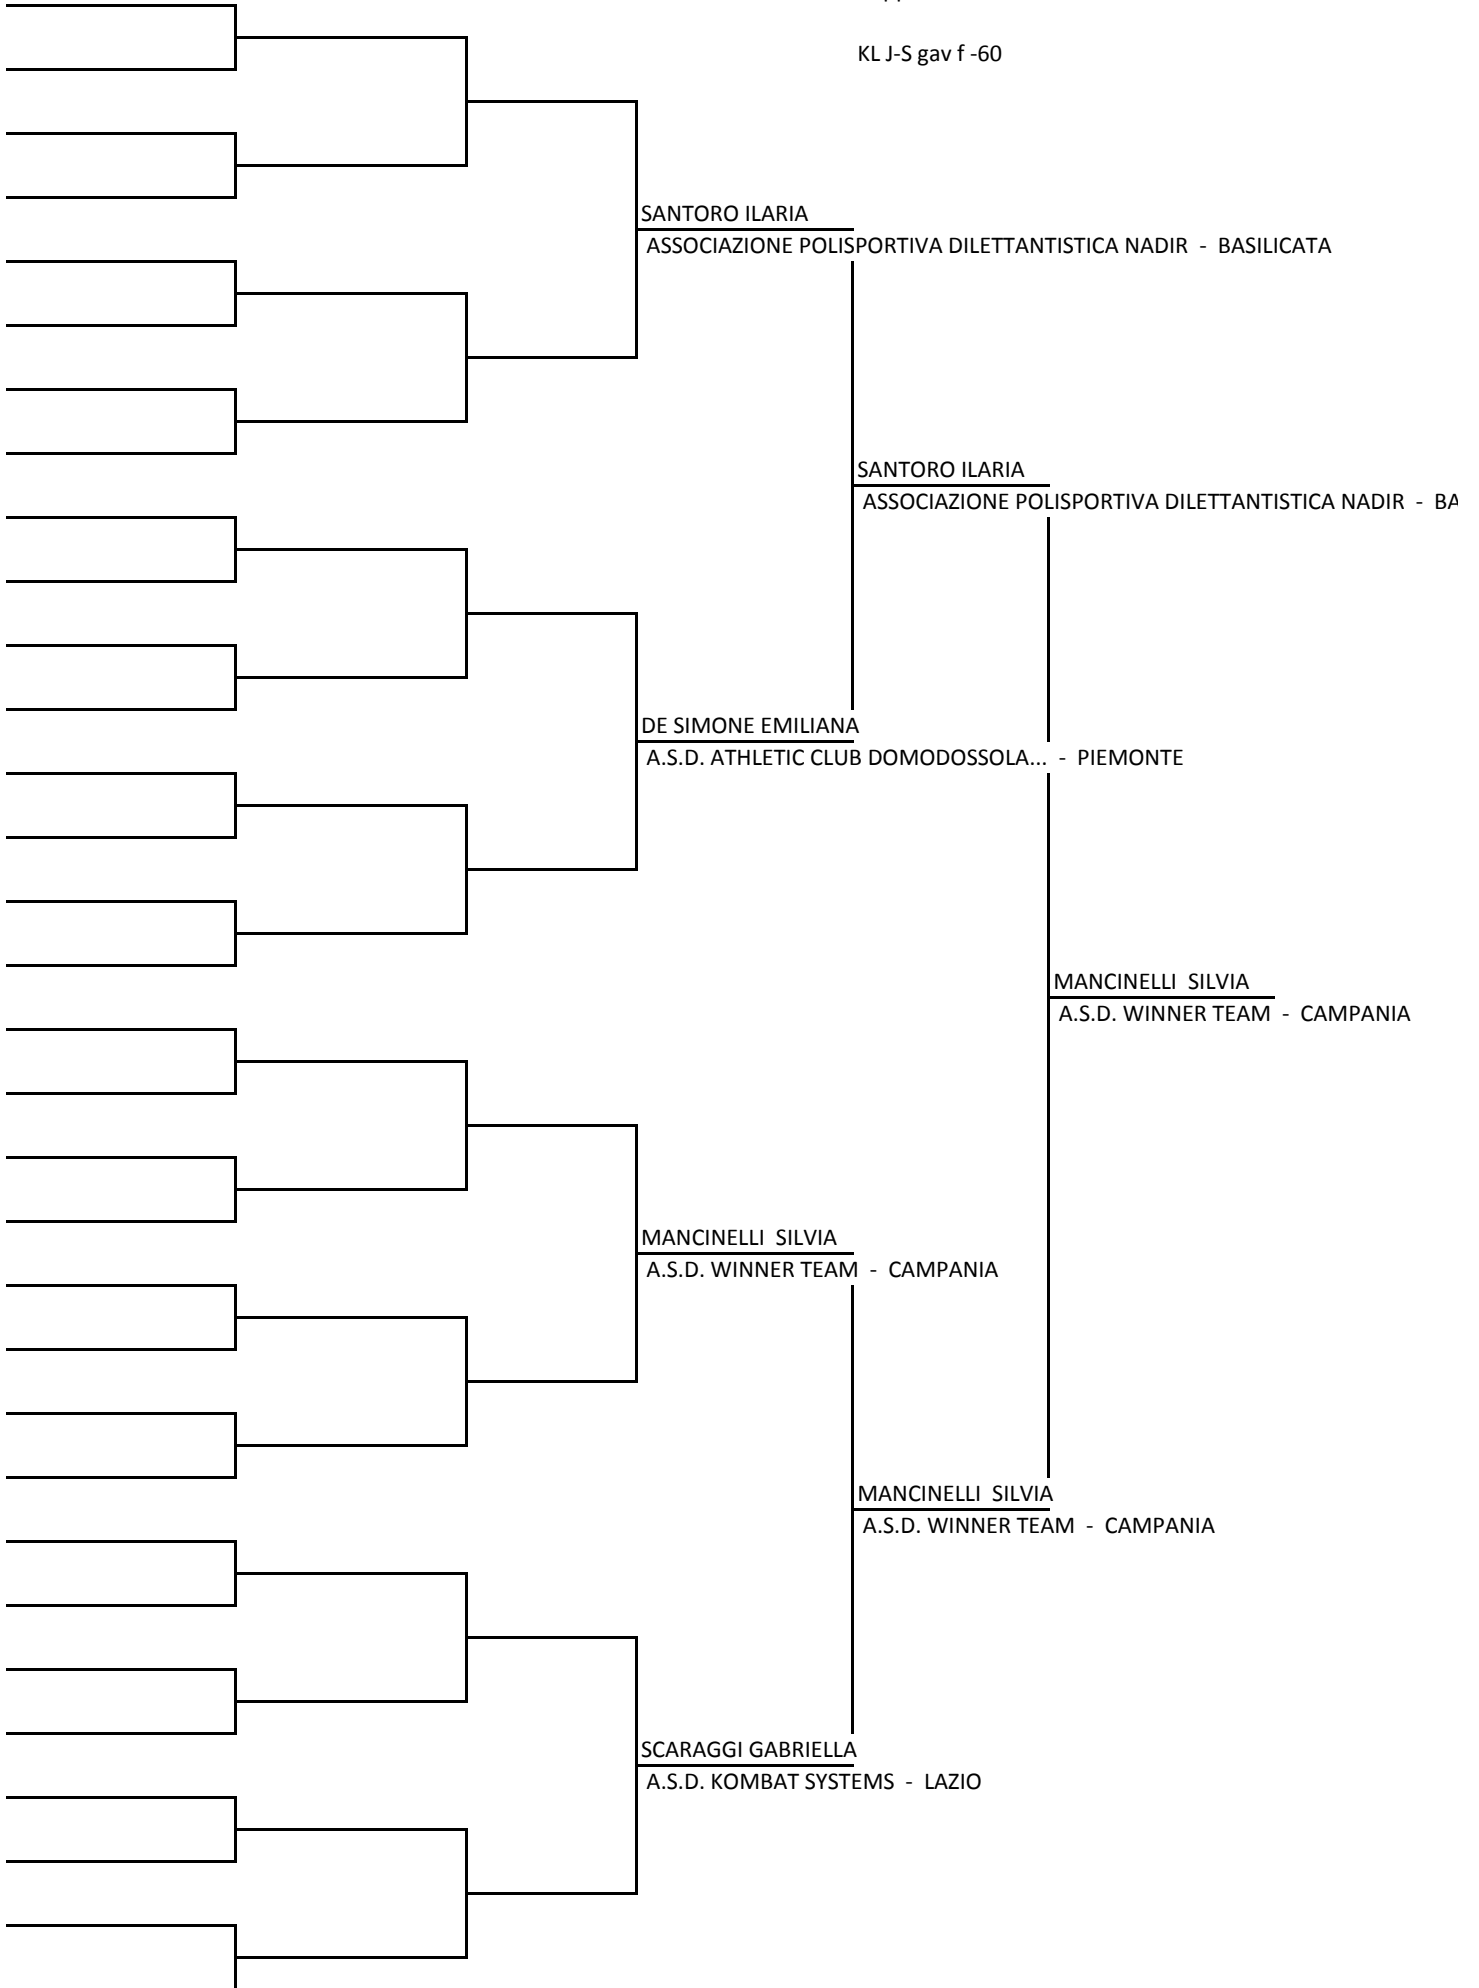 KL J-S gav f -60
SANTORO ILARIA
ASSOCIAZIONE POLISPORTIVA DILETTANTISTICA NADIR - BASILICATA
SANTORO ILARIA
ASSOCIAZIONE POLISPORTIVA DILETTANTISTICA NADIR - BA
DE SIMONE EMILIANA
A.S.D. ATHLETIC CLUB DOMODOSSOLA... - PIEMONTE
MANCINELLI SILVIA
A.S.D. WINNER TEAM - CAMPANIA
MANCINELLI SILVIA
A.S.D. WINNER TEAM - CAMPANIA
MANCINELLI SILVIA
A.S.D. WINNER TEAM - CAMPANIA
SCARAGGI GABRIELLA
A.S.D. KOMBAT SYSTEMS - LAZIO